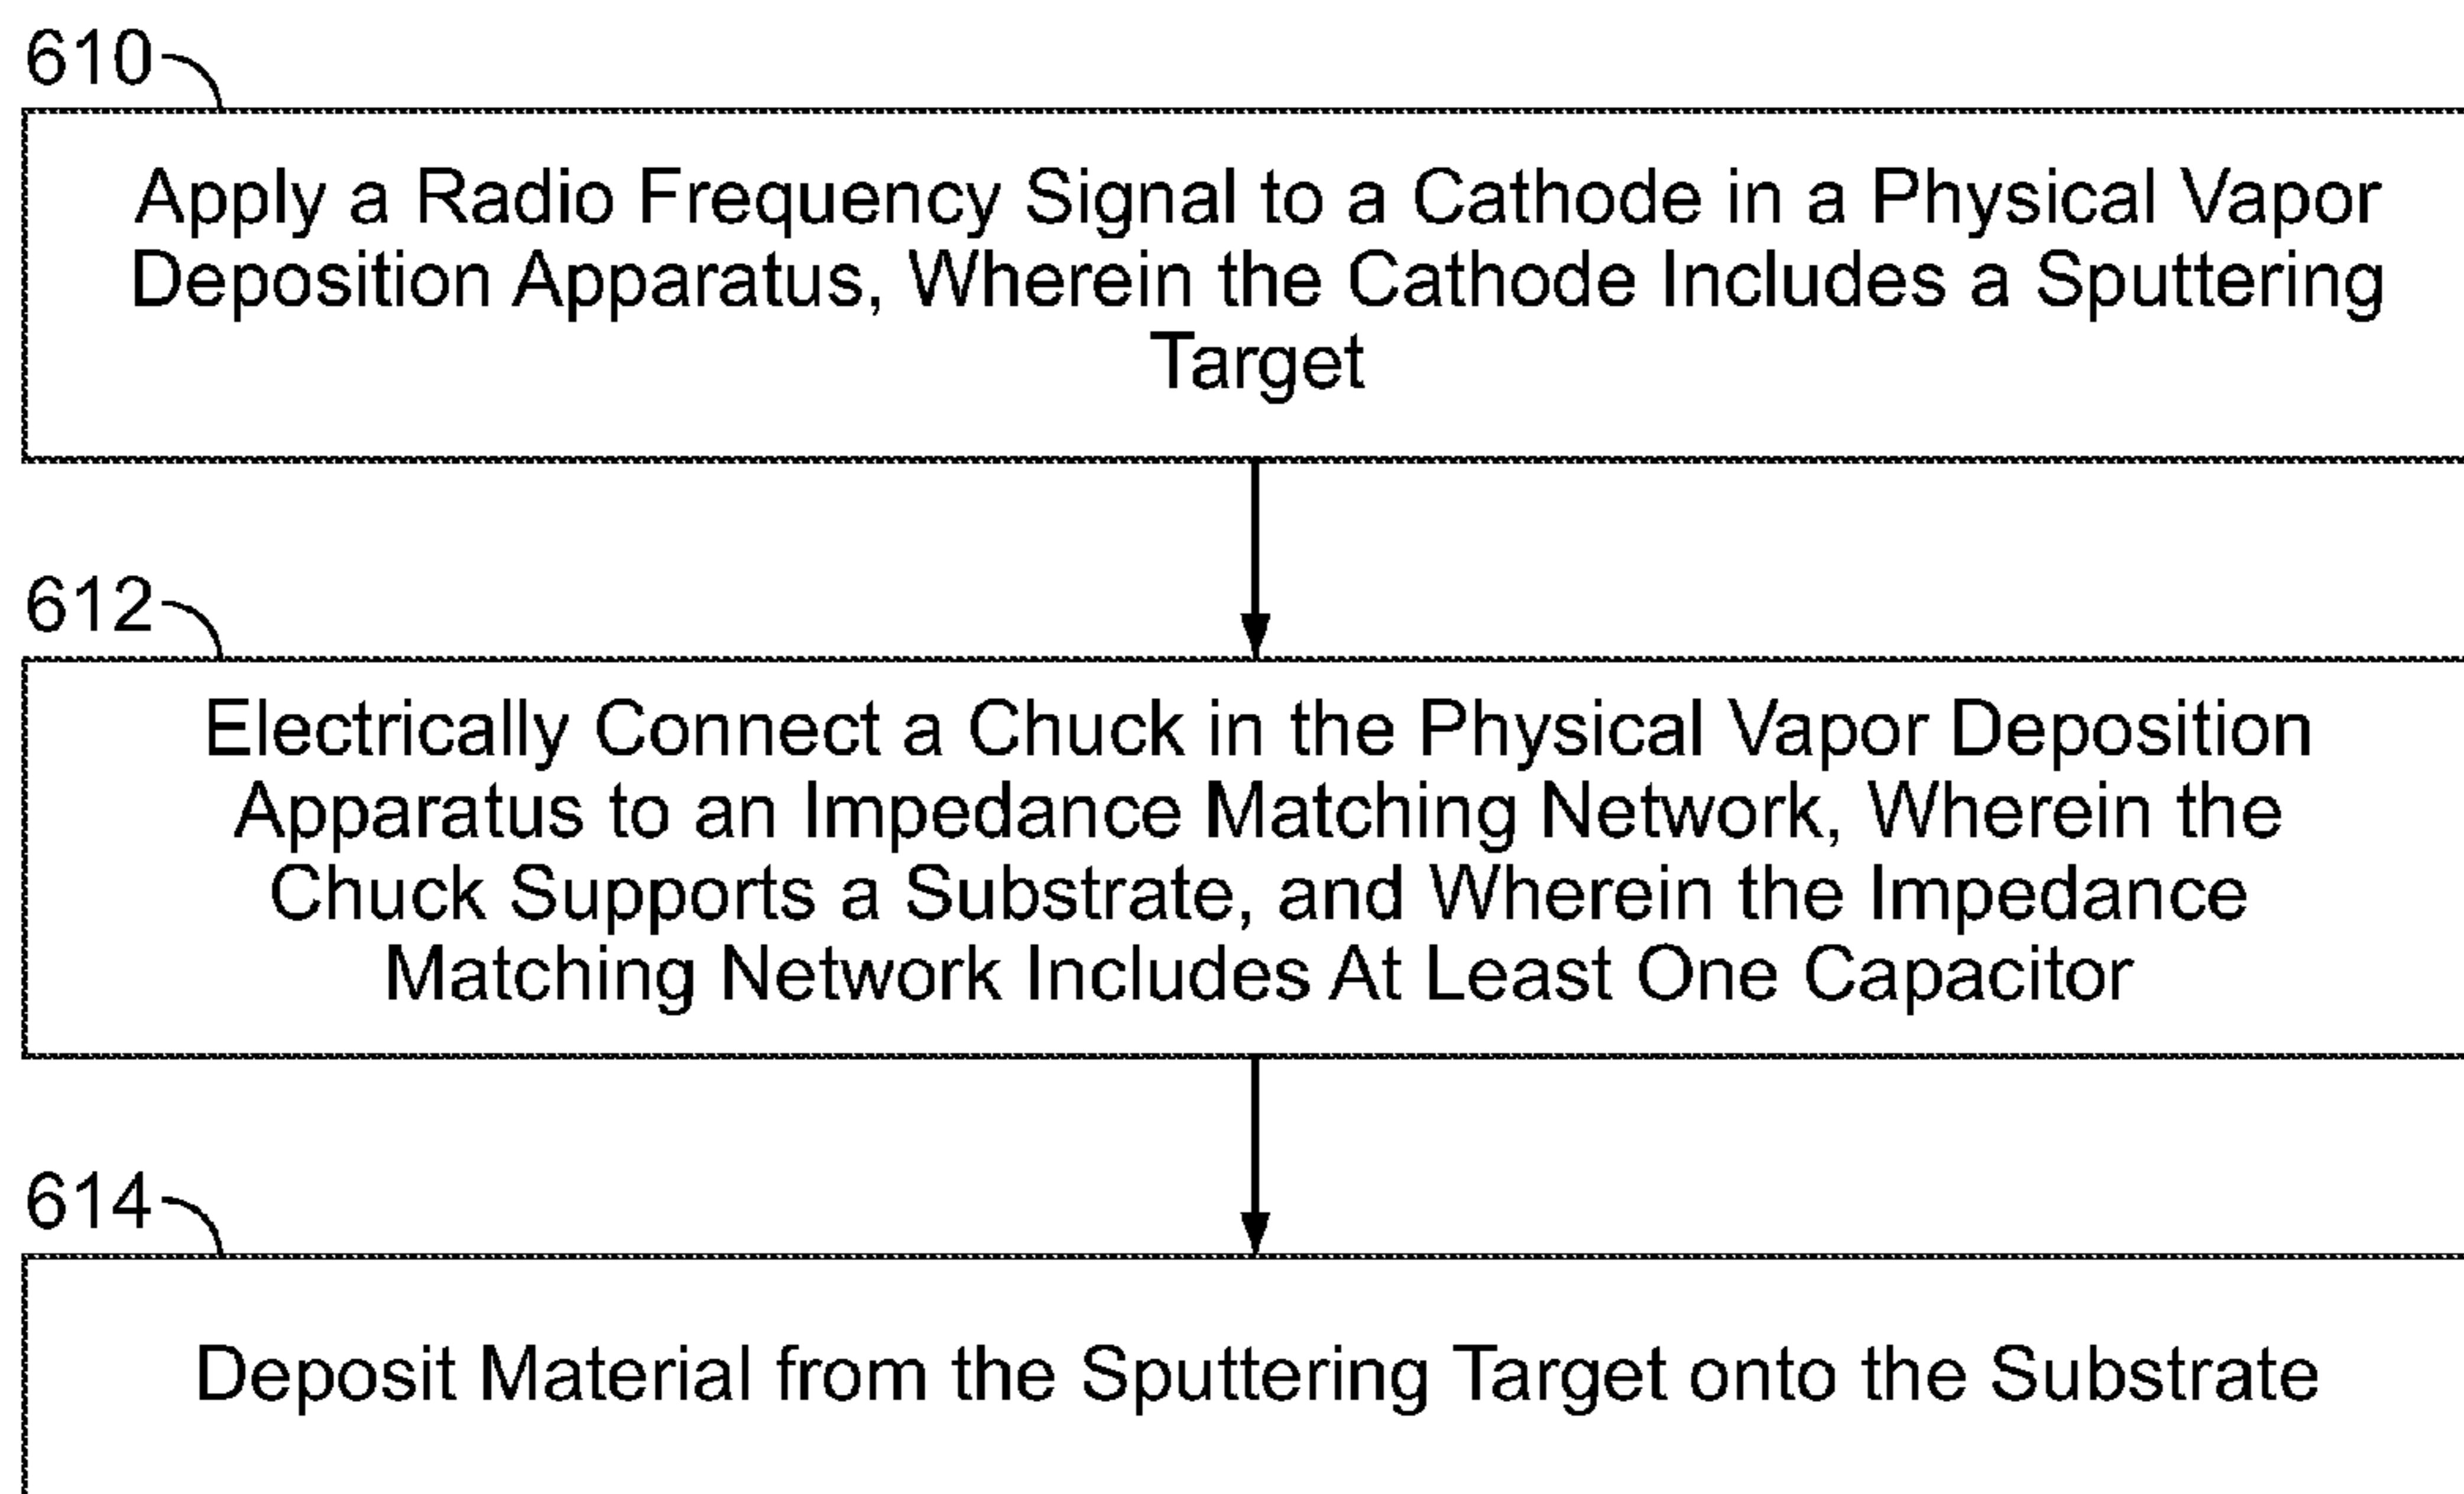 610
Apply a Radio Frequency Signal to a Cathode in a Physical Vapor
Deposition Apparatus, Wherein the Cathode Includes a Sputtering
Target
612
Electrically Connect a Chuck in the Physical Vapor Deposition
Apparatus to an Impedance Matching Network, Wherein the
Chuck Supports a Substrate, and Wherein the Impedance
Matching Network Includes At Least One Capacitor
614
Deposit Material from the Sputtering Target onto the Substrate